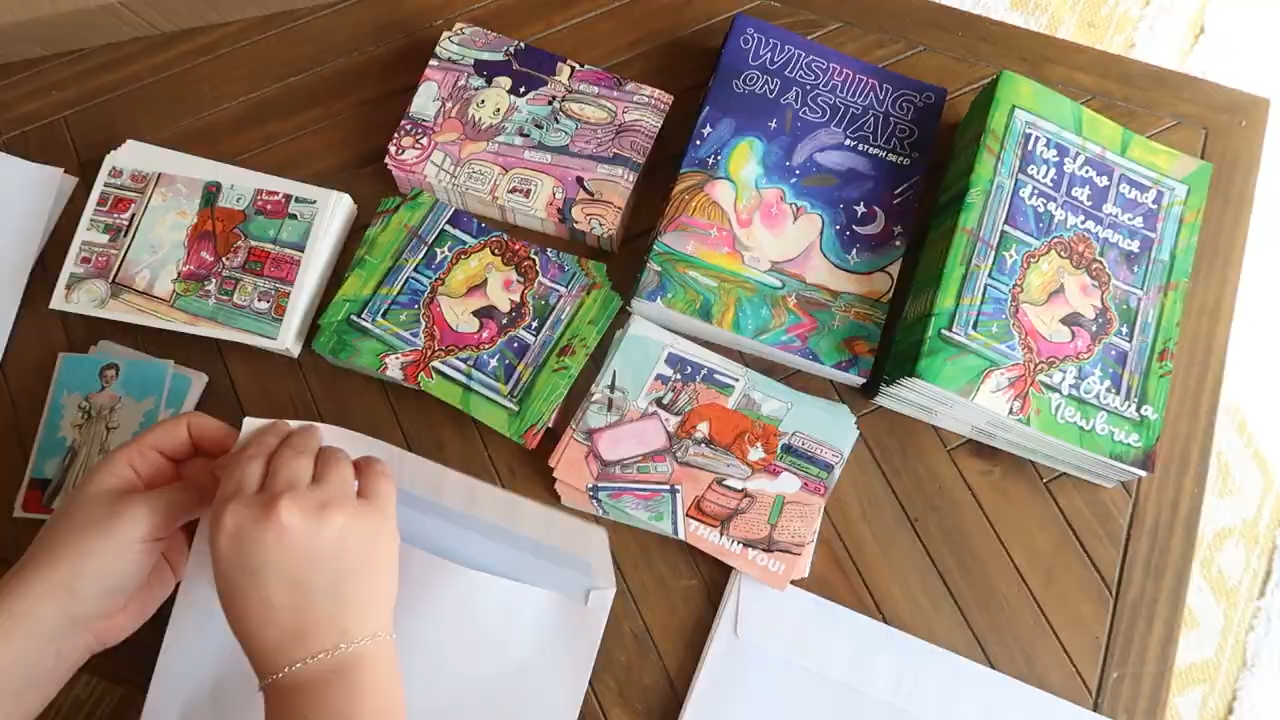 WISHING
ON A STAR
BY STEPH SEED
The slow and
all at once
disappearance
of Olivia
Newbrie
THANK YOU!